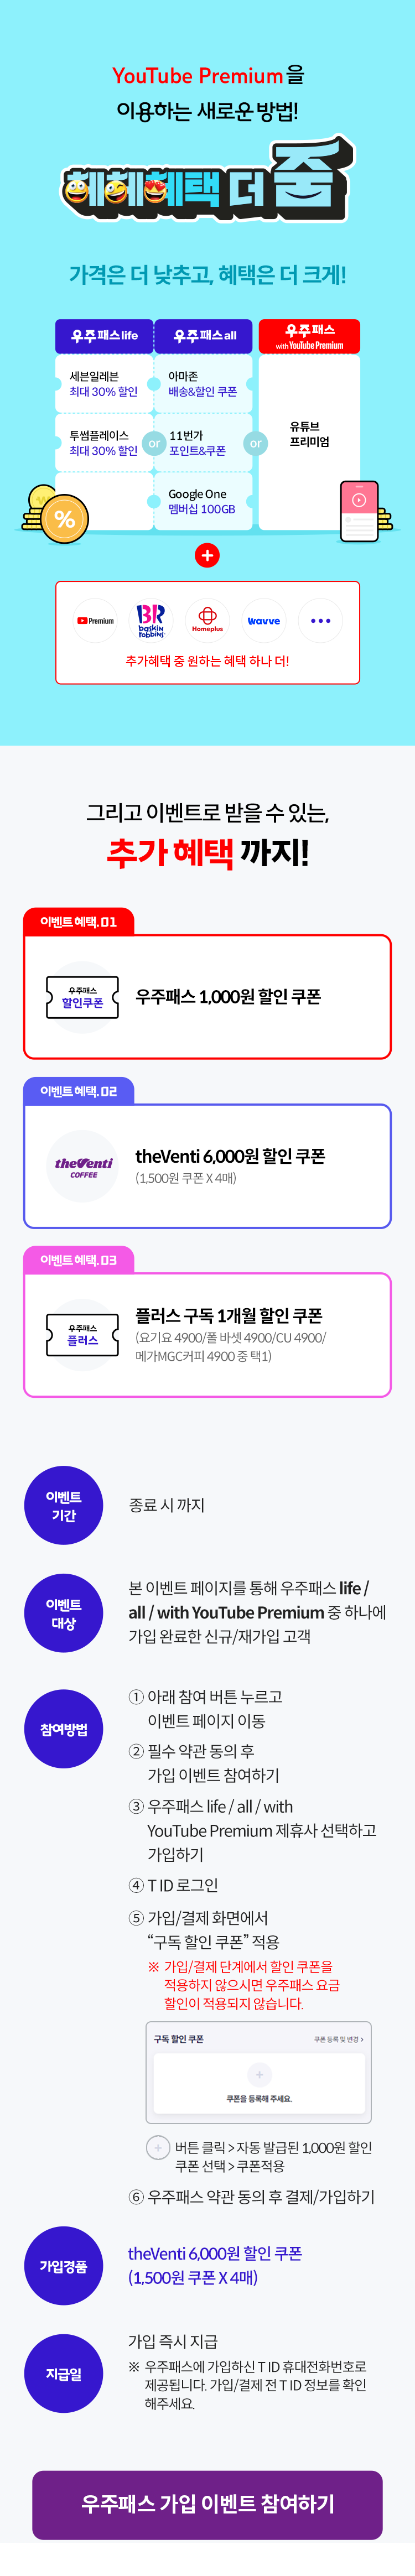 YouTube Premium을
이용하는 새로운 방법!
헤헤혜택 더 줌
가격은 더 낮추고, 혜택은 더 크게!
우주패스 life
우주패스 all
우주패스
with YouTube Premium
세븐일레븐
최대 30% 할인
아마존
배송&할인 쿠폰
투썸플레이스
최대 30% 할인
or
11번가
포인트&쿠폰
or
유튜브
프리미엄
Google One
멤버십 100GB
%
+
Premium
BR
baskin
robbins
Homeplus
wavve
추가혜택 중 원하는 혜택 하나 더!
그리고 이벤트로 받을 수 있는,
추가 혜택 까지!
이벤트 혜택. 01
우주패스
할인쿠폰
우주패스 1,000원 할인 쿠폰
이벤트 혜택. 02
theVenti
COFFEE
theVenti 6,000원 할인 쿠폰
(1,500원 쿠폰 X 4매)
이벤트 혜택. 03
우주패스
플러스
플러스 구독 1개월 할인 쿠폰
(요기요 4900/폴 바셋 4900/CU 4900/
메가MGC커피 4900 중 택1)
이벤트
기간
종료 시 까지
이벤트
대상
본 이벤트 페이지를 통해 우주패스 life /
all / with YouTube Premium 중 하나에
가입 완료한 신규/재가입 고객
참여방법
① 아래 참여 버튼 누르고
이벤트 페이지 이동
② 필수 약관 동의 후
가입 이벤트 참여하기
③ 우주패스 life / all / with
YouTube Premium 제휴사 선택하고
가입하기
④ T ID 로그인
⑤ 가입/결제 화면에서
“구독 할인 쿠폰” 적용
※ 가입/결제 단계에서 할인 쿠폰을
적용하지 않으시면 우주패스 요금
할인이 적용되지 않습니다.
구독 할인 쿠폰
쿠폰 등록 및 변경 >
+
쿠폰을 등록해 주세요.
+ 버튼 클릭 > 자동 발급된 1,000원 할인
쿠폰 선택 > 쿠폰적용
⑥ 우주패스 약관 동의 후 결제/가입하기
가입경품
theVenti 6,000원 할인 쿠폰
(1,500원 쿠폰 X 4매)
지급일
가입 즉시 지급
※ 우주패스에 가입하신 T ID 휴대전화번호로
제공됩니다. 가입/결제 전 T ID 정보를 확인
해주세요.
우주패스 가입 이벤트 참여하기